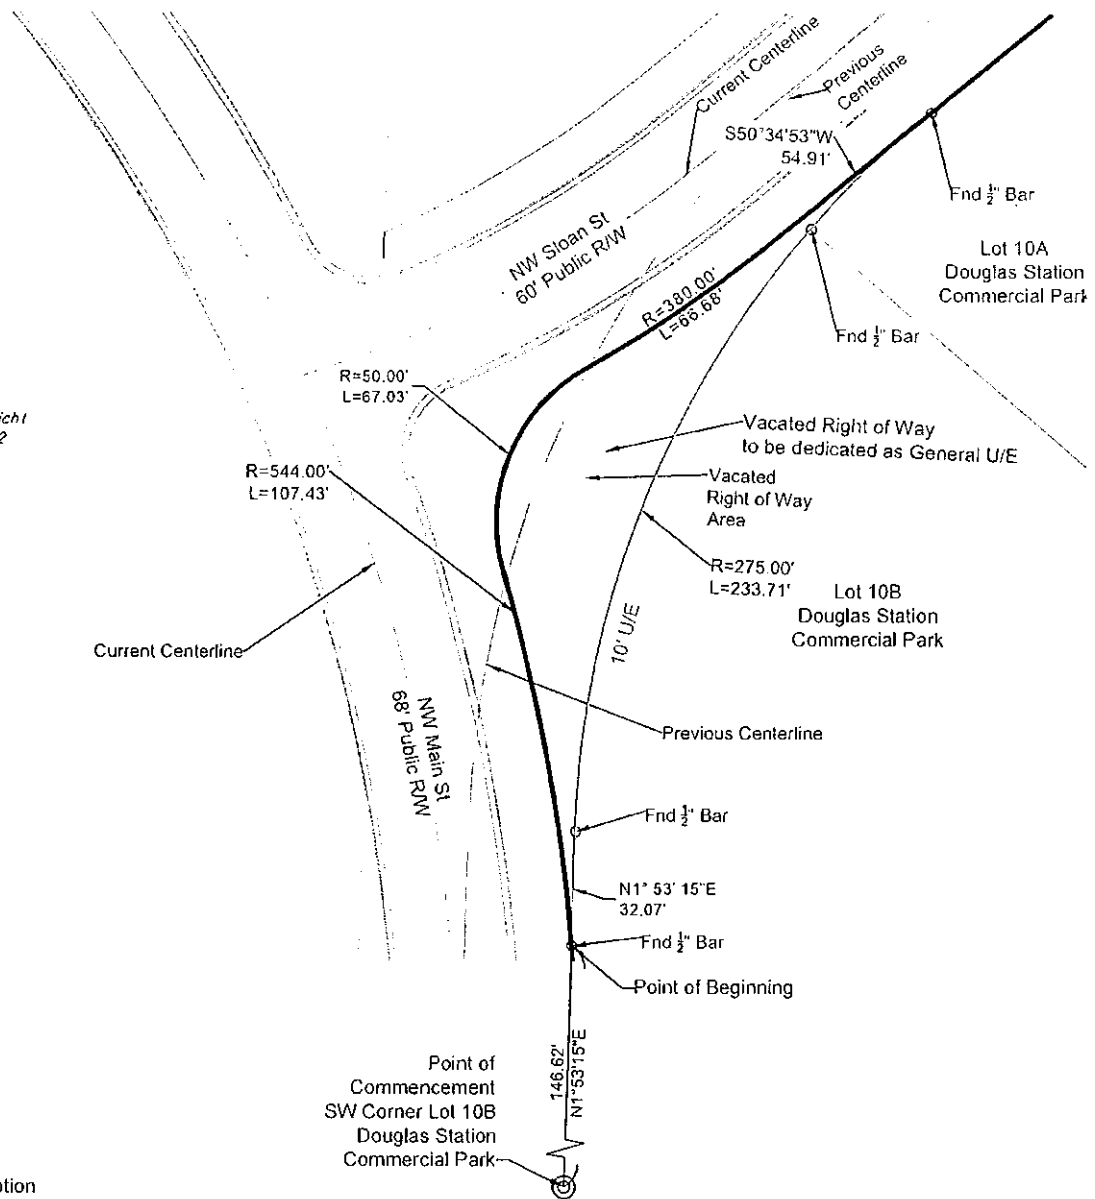 Current Centerline
Previous
Centerline
S50°34'53"W
54.91'
Fnd ½" Bar
NW Sloan St
60' Public R/W
Lot 10A
Douglas Station
Commercial Park
R=380.00'
L=66.68'
Fnd ½" Bar
R=50.00'
L=67.03'
2
Vacated Right of Way
to be dedicated as General U/E
R=544.00'
L=107.43'
Vacated
Right of Way
Area
R=275.00'
L=233.71'
Lot 10B
Douglas Station
Commercial Park
10' U/E
Current Centerline
NW Main St
68' Public R/W
Previous Centerline
Fnd ½" Bar
N1° 53' 15"E
32.07'
Fnd ½" Bar
Point of Beginning
146.62'
N1°53'15"E
Point of
Commencement
SW Corner Lot 10B
Douglas Station
Commercial Park